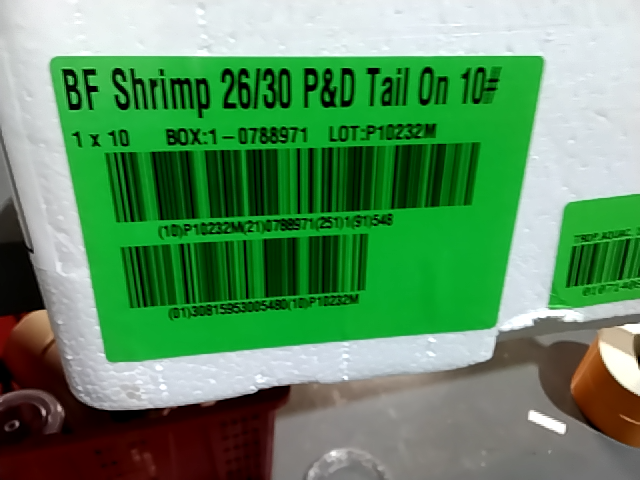 BF Shrimp 26/30 P&D Tail On 10#
1 x 10 BOX:1-0788971 LOT:P10232M
(10)P10232M(21)0788971(251)1(91)548
(01)30815953005480(10)P10232M